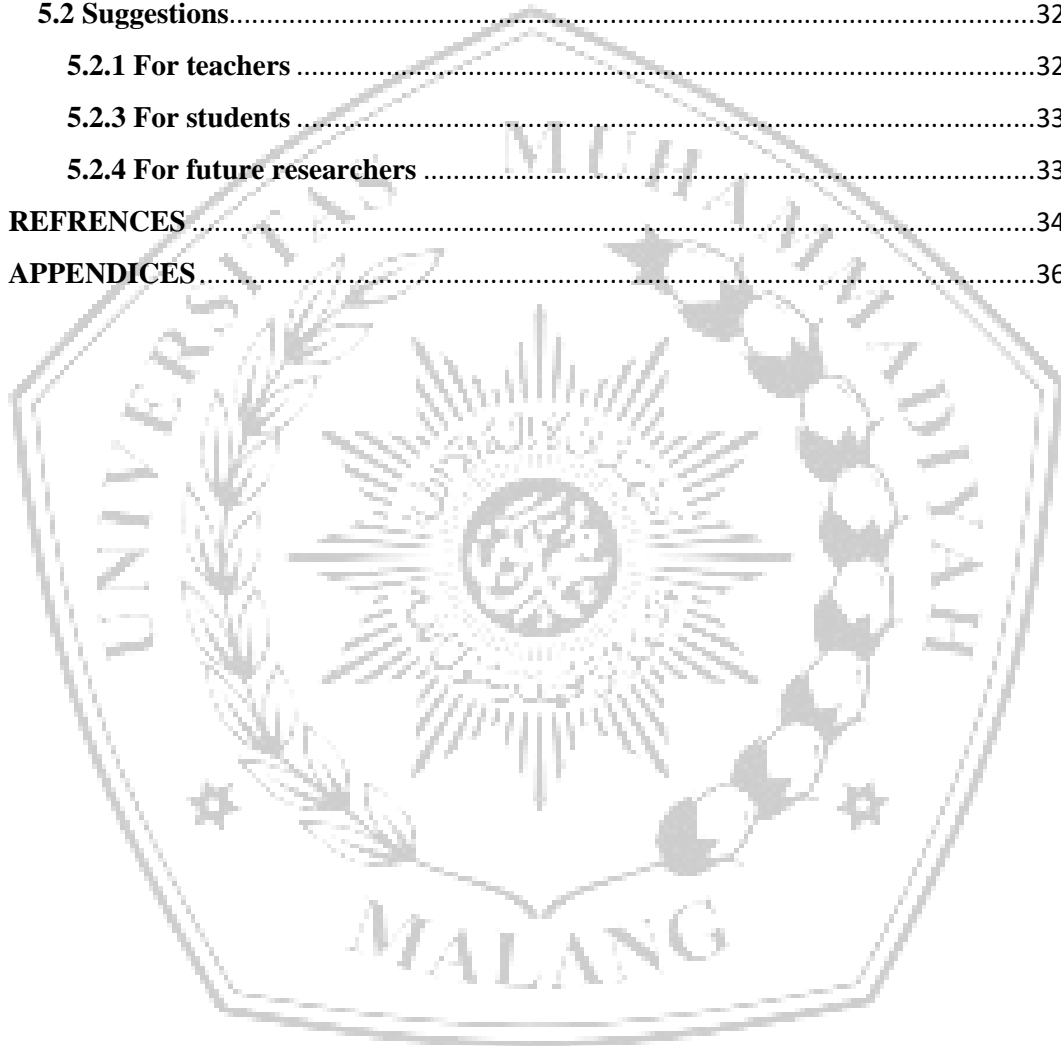 5.2 Suggestions........................................................................................................32
5.2.1 For teachers................................................................................................32
5.2.3 For students................................................................................................33
5.2.4 For future researchers................................................................................33
REFRENCES............................................................................................................34
APPENDICES...........................................................................................................36
UNIVERSITAS MUHAMMADIYAH
MALANG